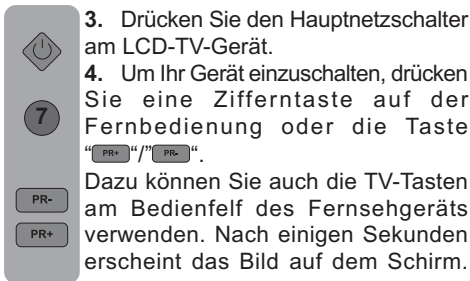 3. Drücken Sie den Hauptnetzschalter
am LCD-TV-Gerät.
4. Um Ihr Gerät einzuschalten, drücken
Sie eine Zifferntaste auf der
Fernbedienung oder die Taste
“PR+“/”PR-“.
Dazu können Sie auch die TV-Tasten
am Bedienfelf des Fernsehgeräts
verwenden. Nach einigen Sekunden
erscheint das Bild auf dem Schirm.
7
PR-
PR+